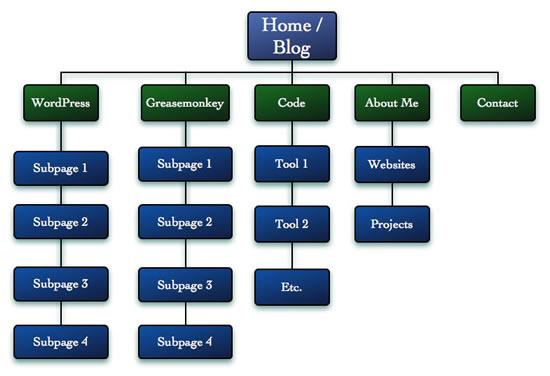 Home /
Blog
WordPress
Greasemonkey
Code
About Me
Contact
Subpage 1
Subpage 2
Subpage 3
Subpage 4
Subpage 1
Subpage 2
Subpage 3
Subpage 4
Tool 1
Tool 2
Etc.
Websites
Projects